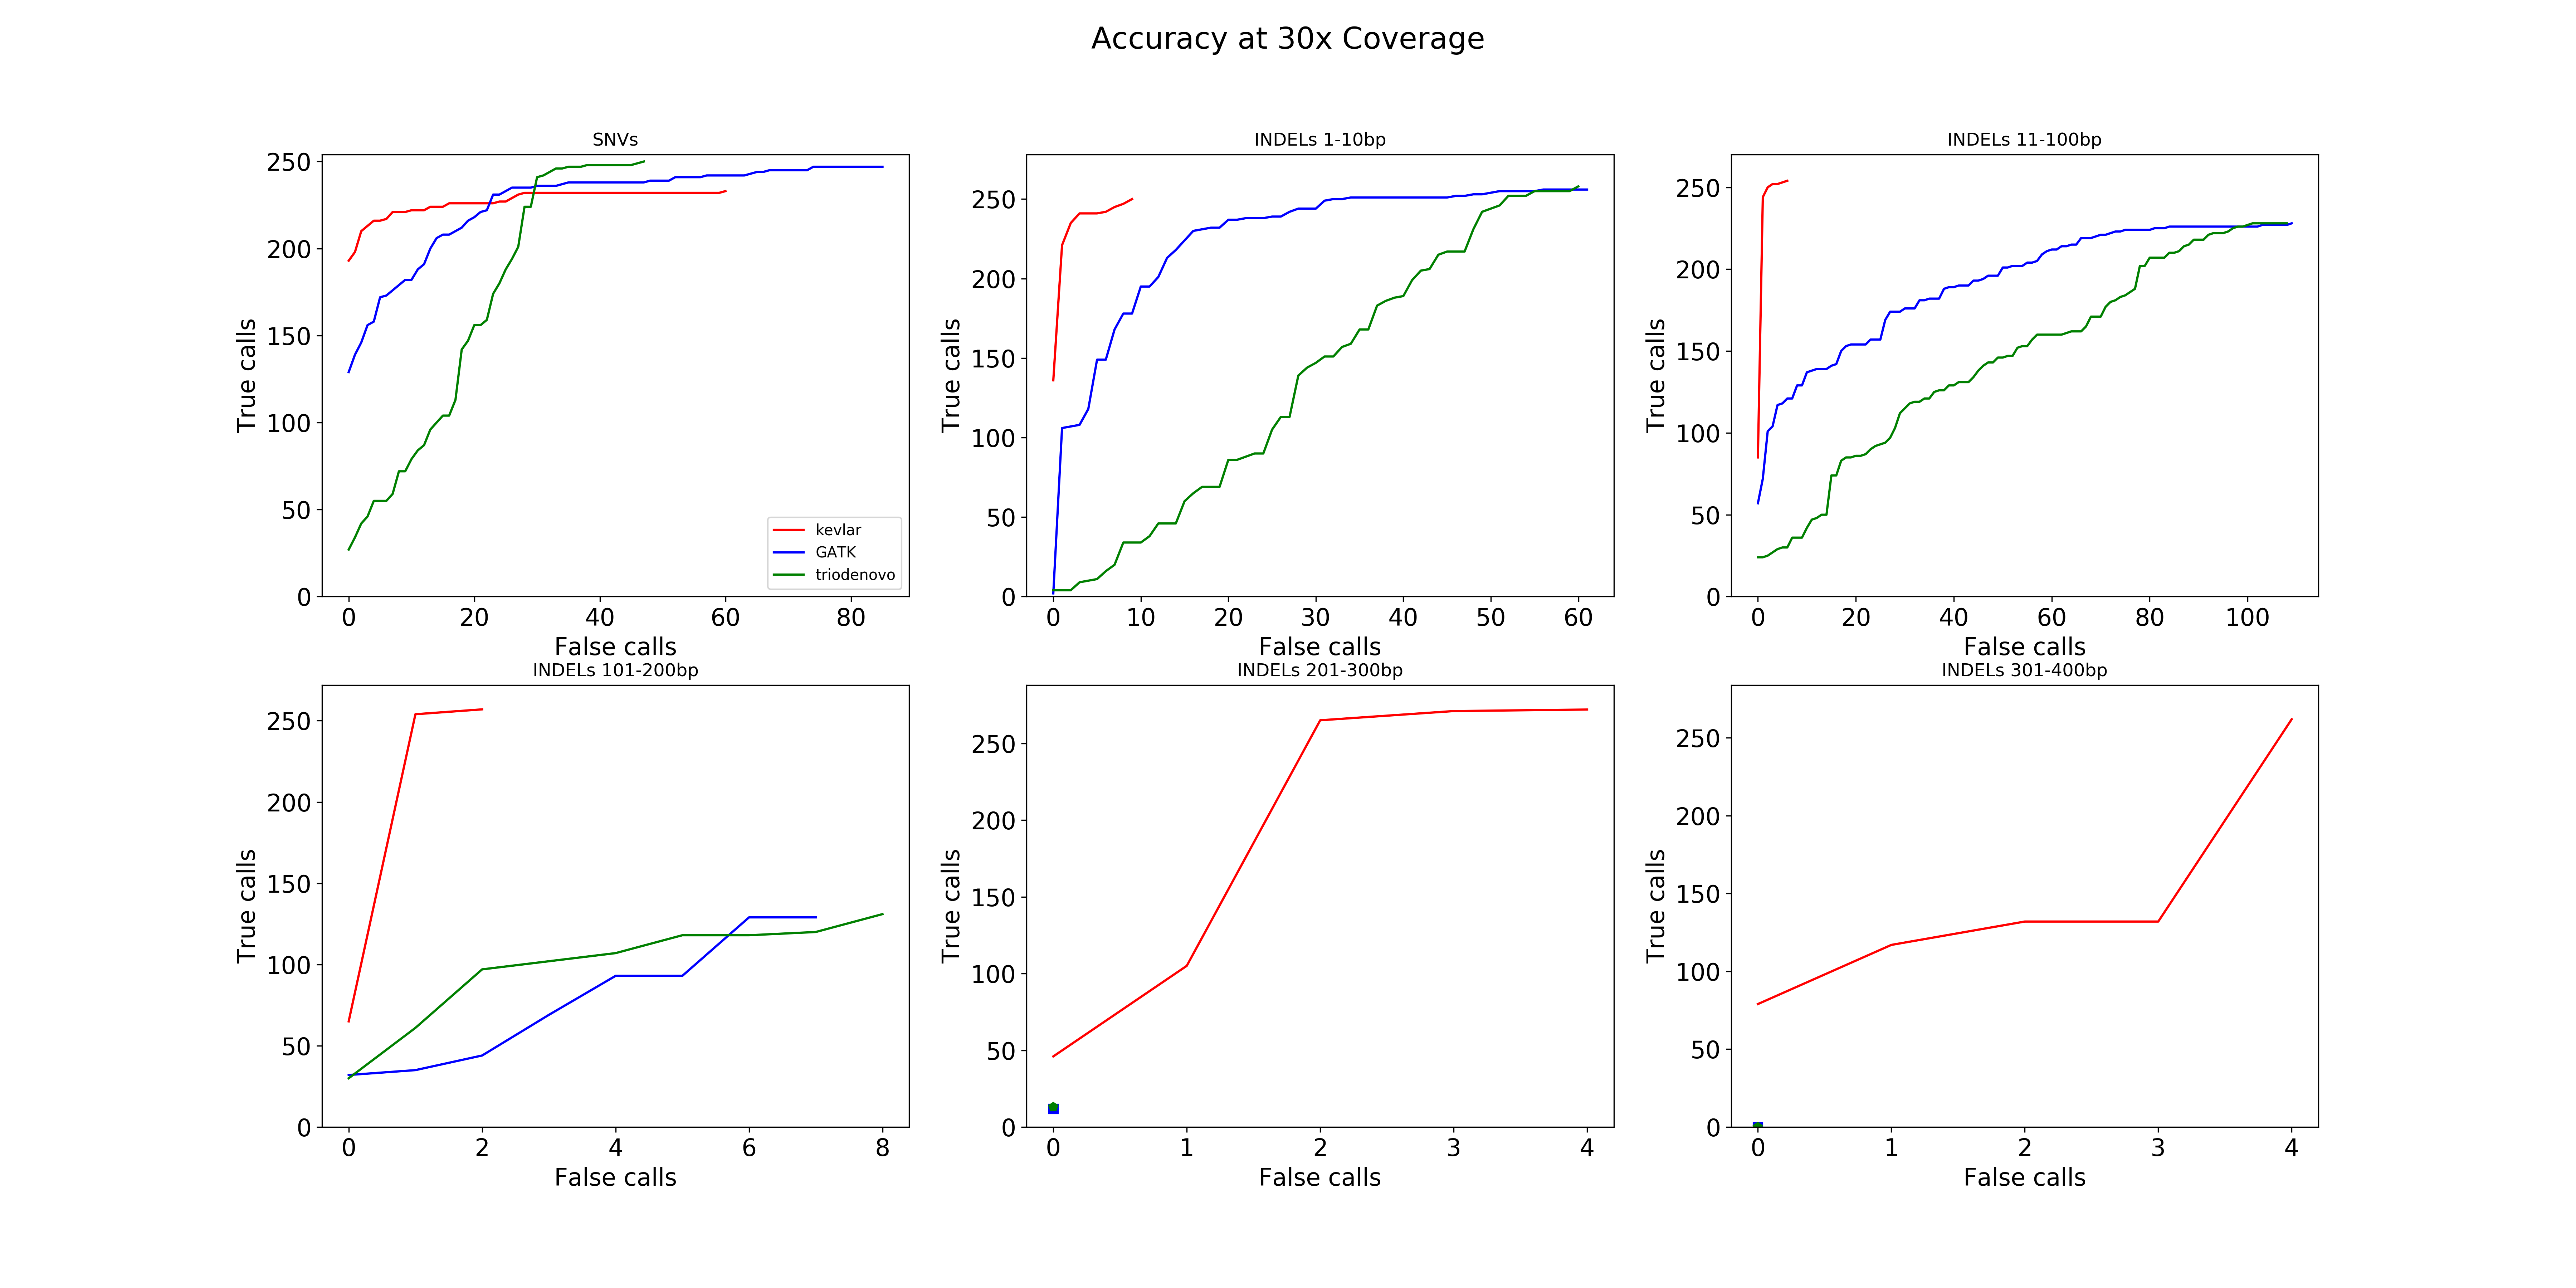 Accuracy at 30x Coverage
SNVs
True calls
250
200
150
100
50
0
0 20 40 60 80
False calls
kevlar
GATK
triodenovo
INDELs 1-10bp
True calls
250
200
150
100
50
0
0 10 20 30 40 50 60
False calls
INDELs 11-100bp
True calls
250
200
150
100
50
0
0 20 40 60 80 100
False calls
INDELs 101-200bp
True calls
250
200
150
100
50
0
0 2 4 6 8
False calls
INDELs 201-300bp
True calls
250
200
150
100
50
0
0 1 2 3 4
False calls
INDELs 301-400bp
True calls
250
200
150
100
50
0
0 1 2 3 4
False calls